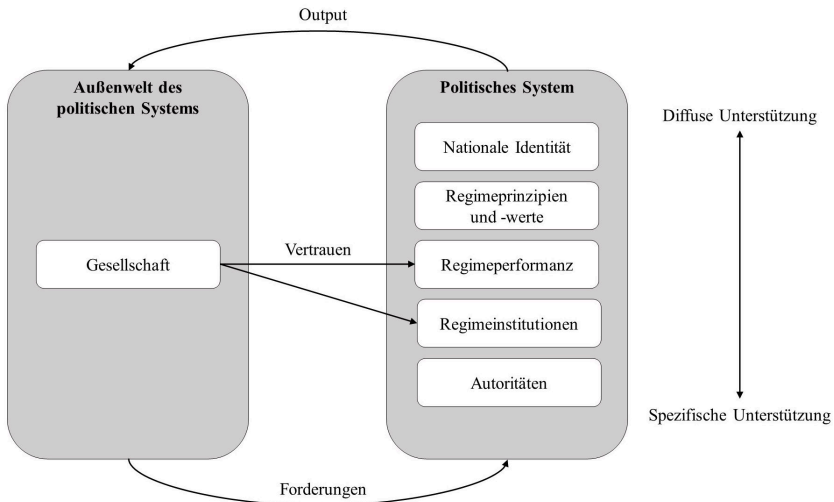 Output
Außenwelt des
politischen Systems
Gesellschaft
Vertrauen
Politisches System
Nationale Identität
Regimeprinzipien
und -werte
Regimeperformanz
Regimeinstitutionen
Autoritäten
Diffuse Unterstützung
Spezifische Unterstützung
Forderungen